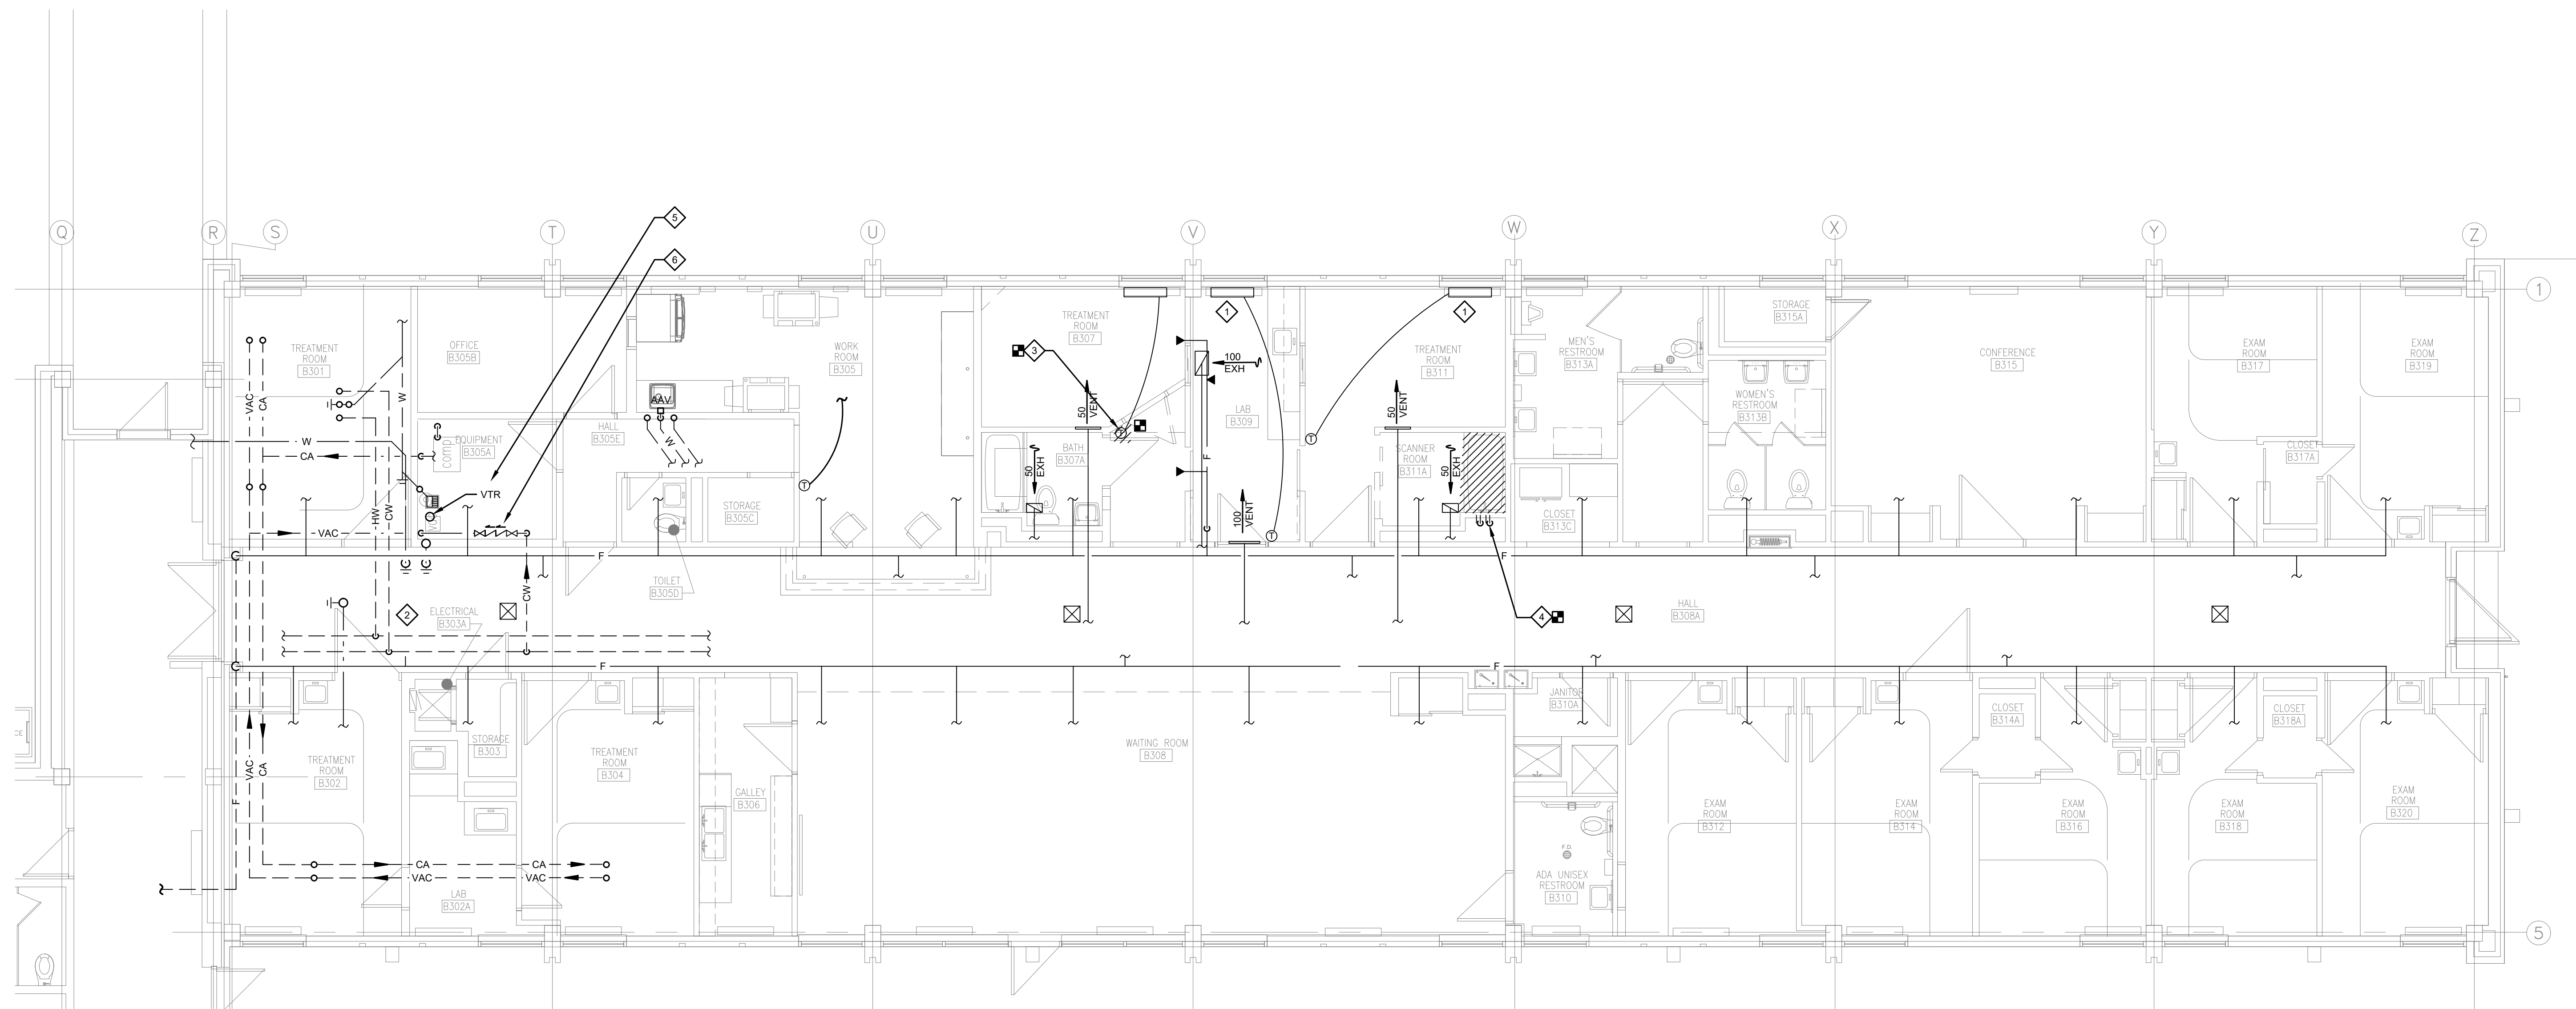 5
6
Q
R
S
T
U
V
W
X
Y
Z
1
1
1
TREATMENT
ROOM
B301
OFFICE
B305B
WORK
ROOM
B305
TREATMENT
ROOM
B307
3
100
EXH
TREATMENT
ROOM
B311
MEN'S
RESTROOM
B313A
STORAGE
B315A
CONFERENCE
B315
EXAM
ROOM
B317
EXAM
ROOM
B319
VAC
CA
W
AAV
HALL
B305E
W
50
VENT
T
LAB
B309
T
50
VENT
WOMEN'S
RESTROOM
B313B
W
CA
comp
EQUIPMENT
B305A
BATH
B307A
50
EXH
F
SCANNER
ROOM
B311A
50
EXH
CLOSET
B317A
VTR
vac
T
STORAGE
B305C
100
VENT
T
CLOSET
B313C
HW
CW
VAC
F
F
TOILET
B305D
CW
2
ELECTRICAL
B303A
4
HALL
B308A
F
F
JANITOR
B310A
CLOSET
B314A
CLOSET
B318A
STORAGE
B303
TREATMENT
ROOM
B302
TREATMENT
ROOM
B304
WAITING ROOM
B308
VAC
CA
F
GALLEY
B306
EXAM
ROOM
B312
EXAM
ROOM
B314
EXAM
ROOM
B316
EXAM
ROOM
B318
EXAM
ROOM
B320
CE
F.D.
CA
CA
VAC
VAC
LAB
B302A
ADA UNISEX
RESTROOM
B310
5